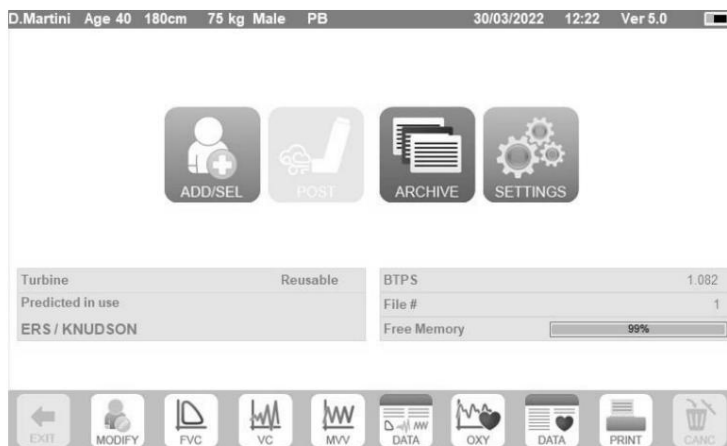 D.Martini Age 40 180cm 75 kg Male PB 30/03/2022 12:22 Ver 5.0
ADD/SEL POST ARCHIVE SETTINGS
Turbine Reusable
Predicted in use
ERS / KNUDSON
BTPS 1.082
File # 1
Free Memory 99%
EXIT MODIFY FVC VC MVV DATA OXY DATA PRINT CANC